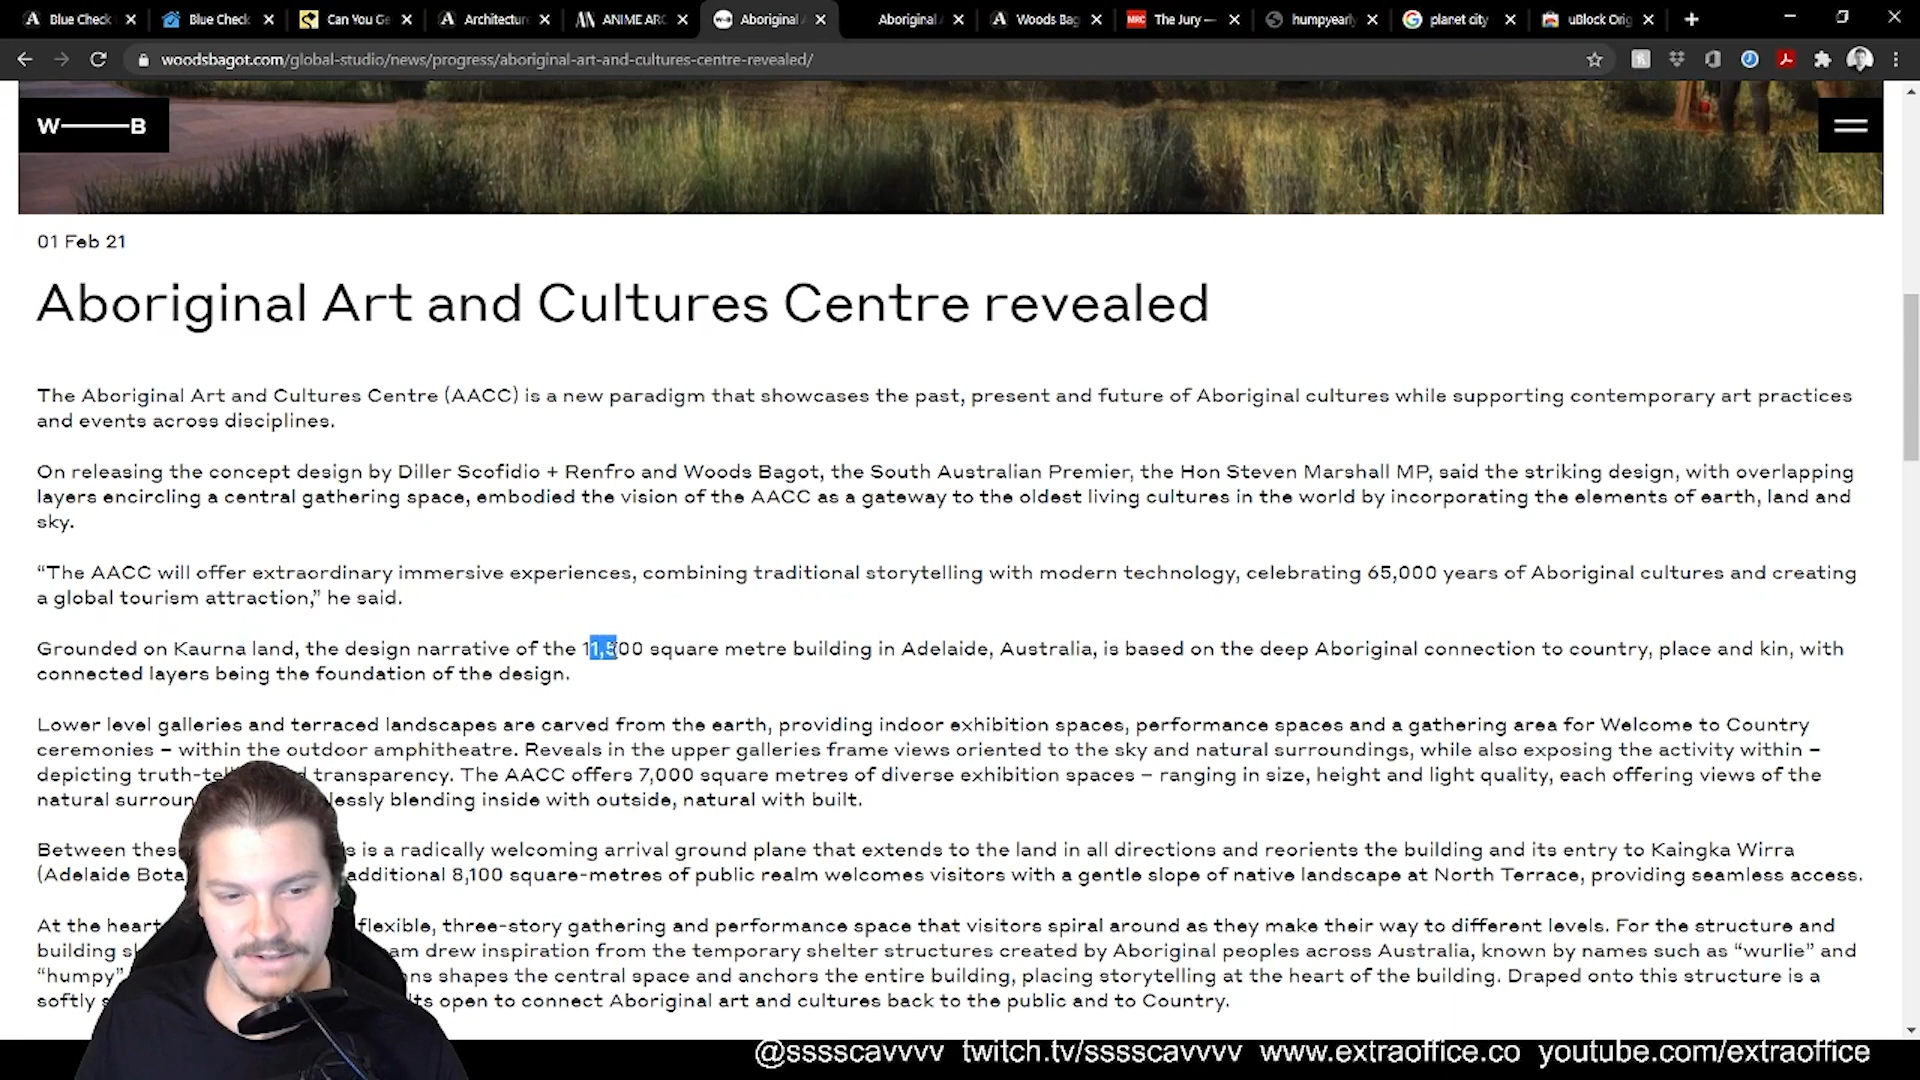 Blue Check
Blue Check
Can You Ge
Architectur
ANIME ARC
Aboriginal
Aboriginal
Woods Bag
The Jury —
humpyearl
planet city
uBlock Orig
woodsbagot.com/global-studio/news/progress/aboriginal-art-and-cultures-centre-revealed/
W B
01 Feb 21
Aboriginal Art and Cultures Centre revealed
The Aboriginal Art and Cultures Centre (AACC) is a new paradigm that showcases the past, present and future of Aboriginal cultures while supporting contemporary art practices
and events across disciplines.
On releasing the concept design by Diller Scofidio + Renfro and Woods Bagot, the South Australian Premier, the Hon Steven Marshall MP, said the striking design, with overlapping
layers encircling a central gathering space, embodied the vision of the AACC as a gateway to the oldest living cultures in the world by incorporating the elements of earth, land and
sky.
“The AACC will offer extraordinary immersive experiences, combining traditional storytelling with modern technology, celebrating 65,000 years of Aboriginal cultures and creating
a global tourism attraction,” he said.
Grounded on Kaurna land, the design narrative of the 11,500 square metre building in Adelaide, Australia, is based on the deep Aboriginal connection to country, place and kin, with
connected layers being the foundation of the design.
Lower level galleries and terraced landscapes are carved from the earth, providing indoor exhibition spaces, performance spaces and a gathering area for Welcome to Country
ceremonies – within the outdoor amphitheatre. Reveals in the upper galleries frame views oriented to the sky and natural surroundings, while also exposing the activity within –
depicting truth-tel transparency. The AACC offers 7,000 square metres of diverse exhibition spaces – ranging in size, height and light quality, each offering views of the
natural surroun lessly blending inside with outside, natural with built.
Between thes s is a radically welcoming arrival ground plane that extends to the land in all directions and reorients the building and its entry to Kaingka Wirra
(Adelaide Bota additional 8,100 square-metres of public realm welcomes visitors with a gentle slope of native landscape at North Terrace, providing seamless access.
At the heart flexible, three-story gathering and performance space that visitors spiral around as they make their way to different levels. For the structure and
building s am drew inspiration from the temporary shelter structures created by Aboriginal peoples across Australia, known by names such as “wurlie” and
“humpy” ns shapes the central space and anchors the entire building, placing storytelling at the heart of the building. Draped onto this structure is a
softly s lts open to connect Aboriginal art and cultures back to the public and to Country.
@sssscavvvv twitch.tv/sssscavvvv www.extraoffice.co youtube.com/extraoffice